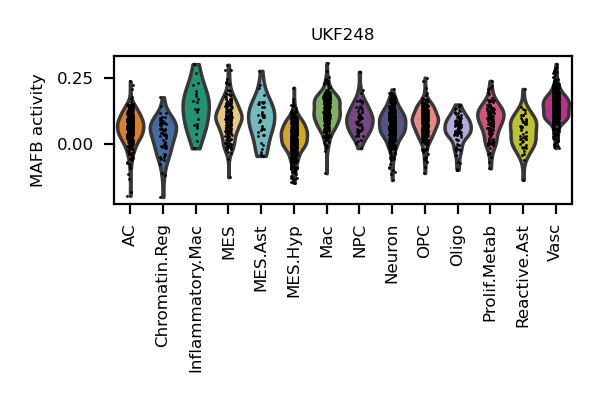 UKF248
MAFB activity
0.25
0.00
AC
Chromatin.Reg
Inflammatory.Mac
MES
MES.Ast
MES.Hyp
Mac
NPC
Neuron
OPC
Oligo
Prolif.Metab
Reactive.Ast
Vasc